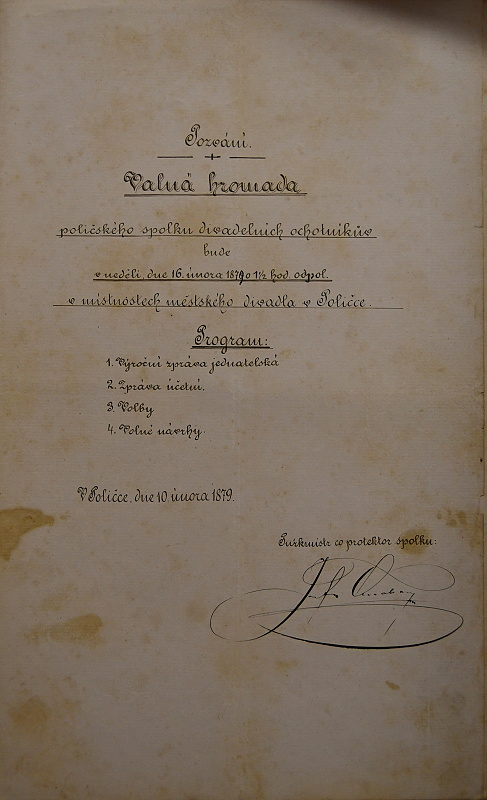 Pozvání.
Valná hromada
poličského spolku divadelních ochotníkův
bude
v neděli, dne 16. února 1879 o 1½ hod. odpol.
v místnostech městského divadla v Poličce.
Program:
1. Výroční zpráva jednatelská
2. Zpráva účetní.
3. Volby
4. Volné návrhy.
V Poličce, dne 10. února 1879.
Purkmistr co protektor spolku: